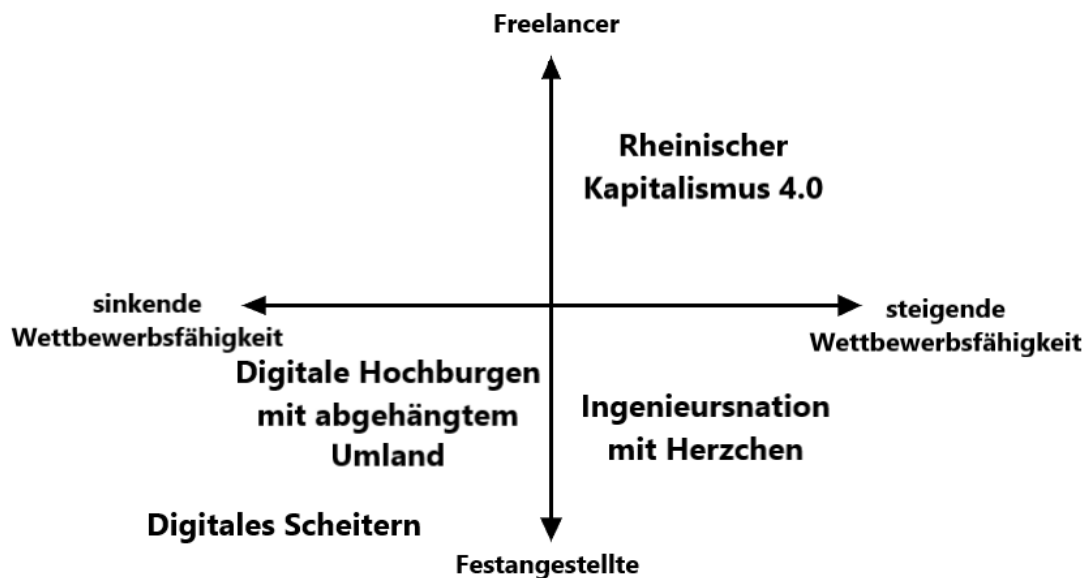 Freelancer
Rheinischer
Kapitalismus 4.0
sinkende
Wettbewerbsfähigkeit
steigende
Wettbewerbsfähigkeit
Digitale Hochburgen
mit abgehängtem
Umland
Ingenieursnation
mit Herzchen
Digitales Scheitern
Festangestellte